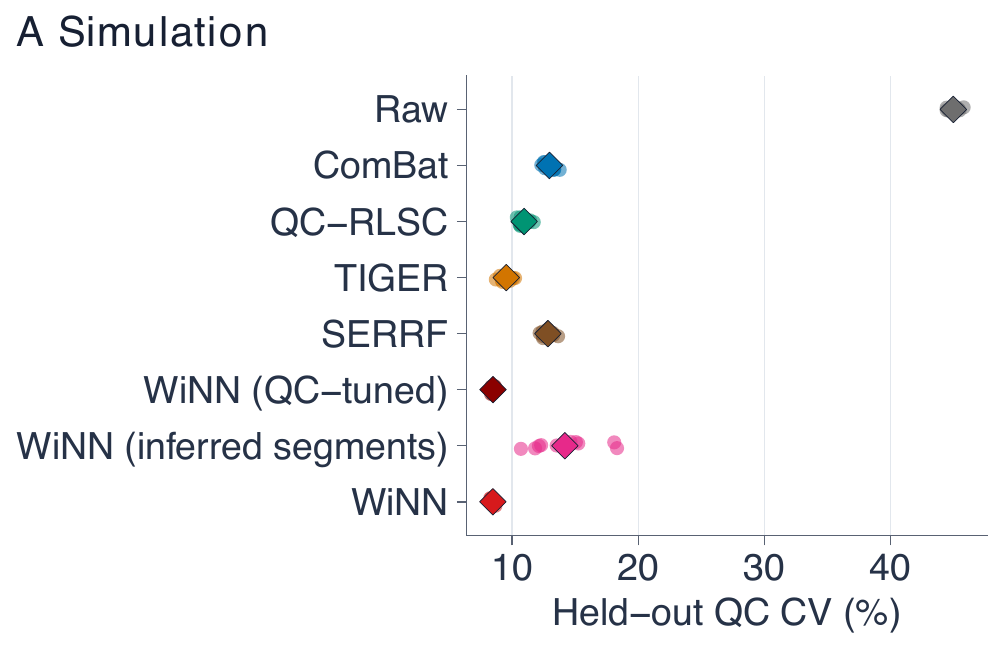 A Simulation
Raw
ComBat
QC−RLSC
TIGER
SERRF
WiNN (QC−tuned)
WiNN (inferred segments)
WiNN
10 20 30 40
Held−out QC CV (%)